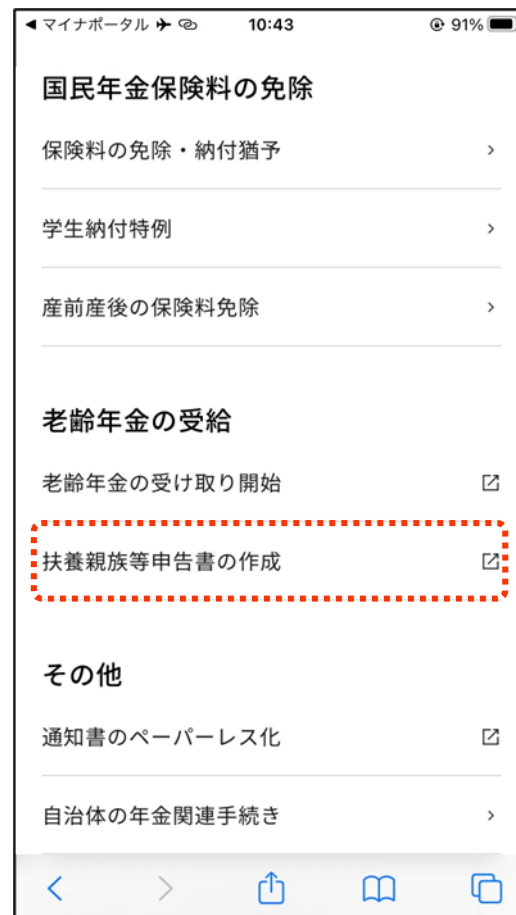 ◀マイナポータル 10:43 91%
国民年金保険料の免除
保険料の免除・納付猶予
学生納付特例
産前産後の保険料免除
老齢年金の受給
老齢年金の受け取り開始
扶養親族等申告書の作成
その他
通知書のペーパーレス化
自治体の年金関連手続き